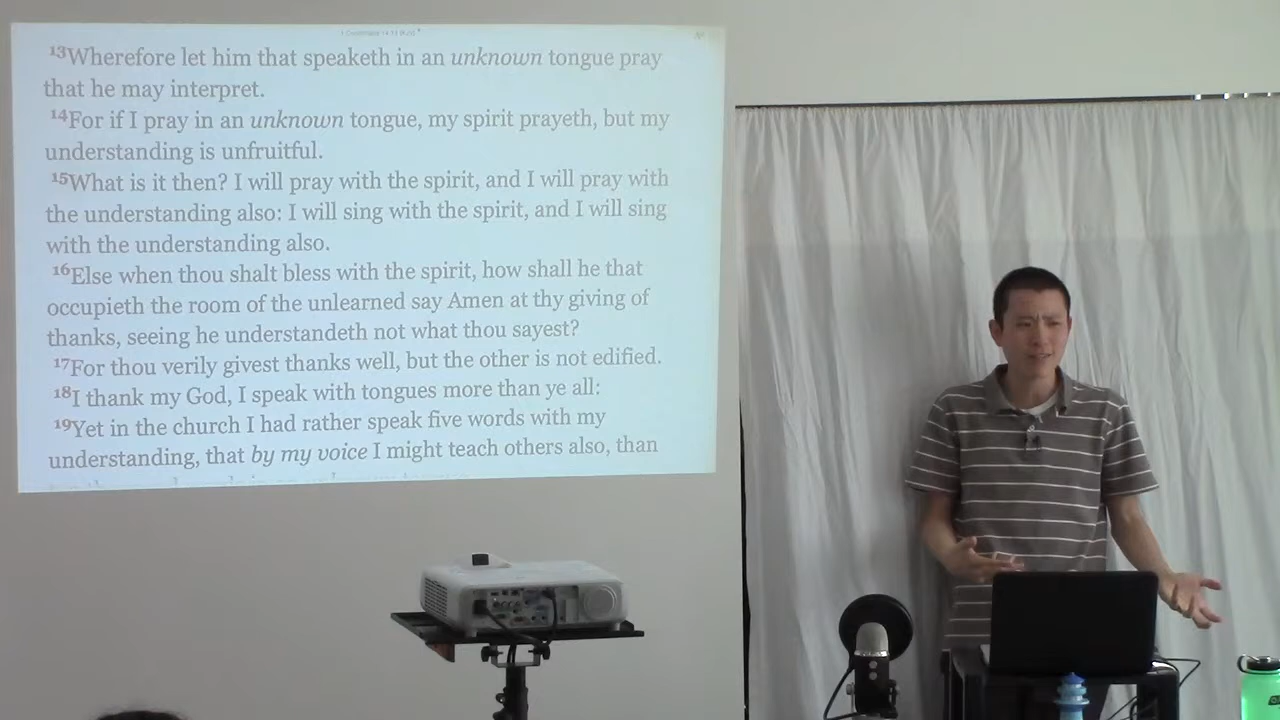 13Wherefore let him that speaketh in an unknown tongue pray
that he may interpret.
14For if I pray in an unknown tongue, my spirit prayeth, but my
understanding is unfruitful.
15What is it then? I will pray with the spirit, and I will pray with
the understanding also: I will sing with the spirit, and I will sing
with the understanding also.
16Else when thou shalt bless with the spirit, how shall he that
occupieth the room of the unlearned say Amen at thy giving of
thanks, seeing he understandeth not what thou sayest?
17For thou verily givest thanks well, but the other is not edified.
18I thank my God, I speak with tongues more than ye all:
19Yet in the church I had rather speak five words with my
understanding, that by my voice I might teach others also, than